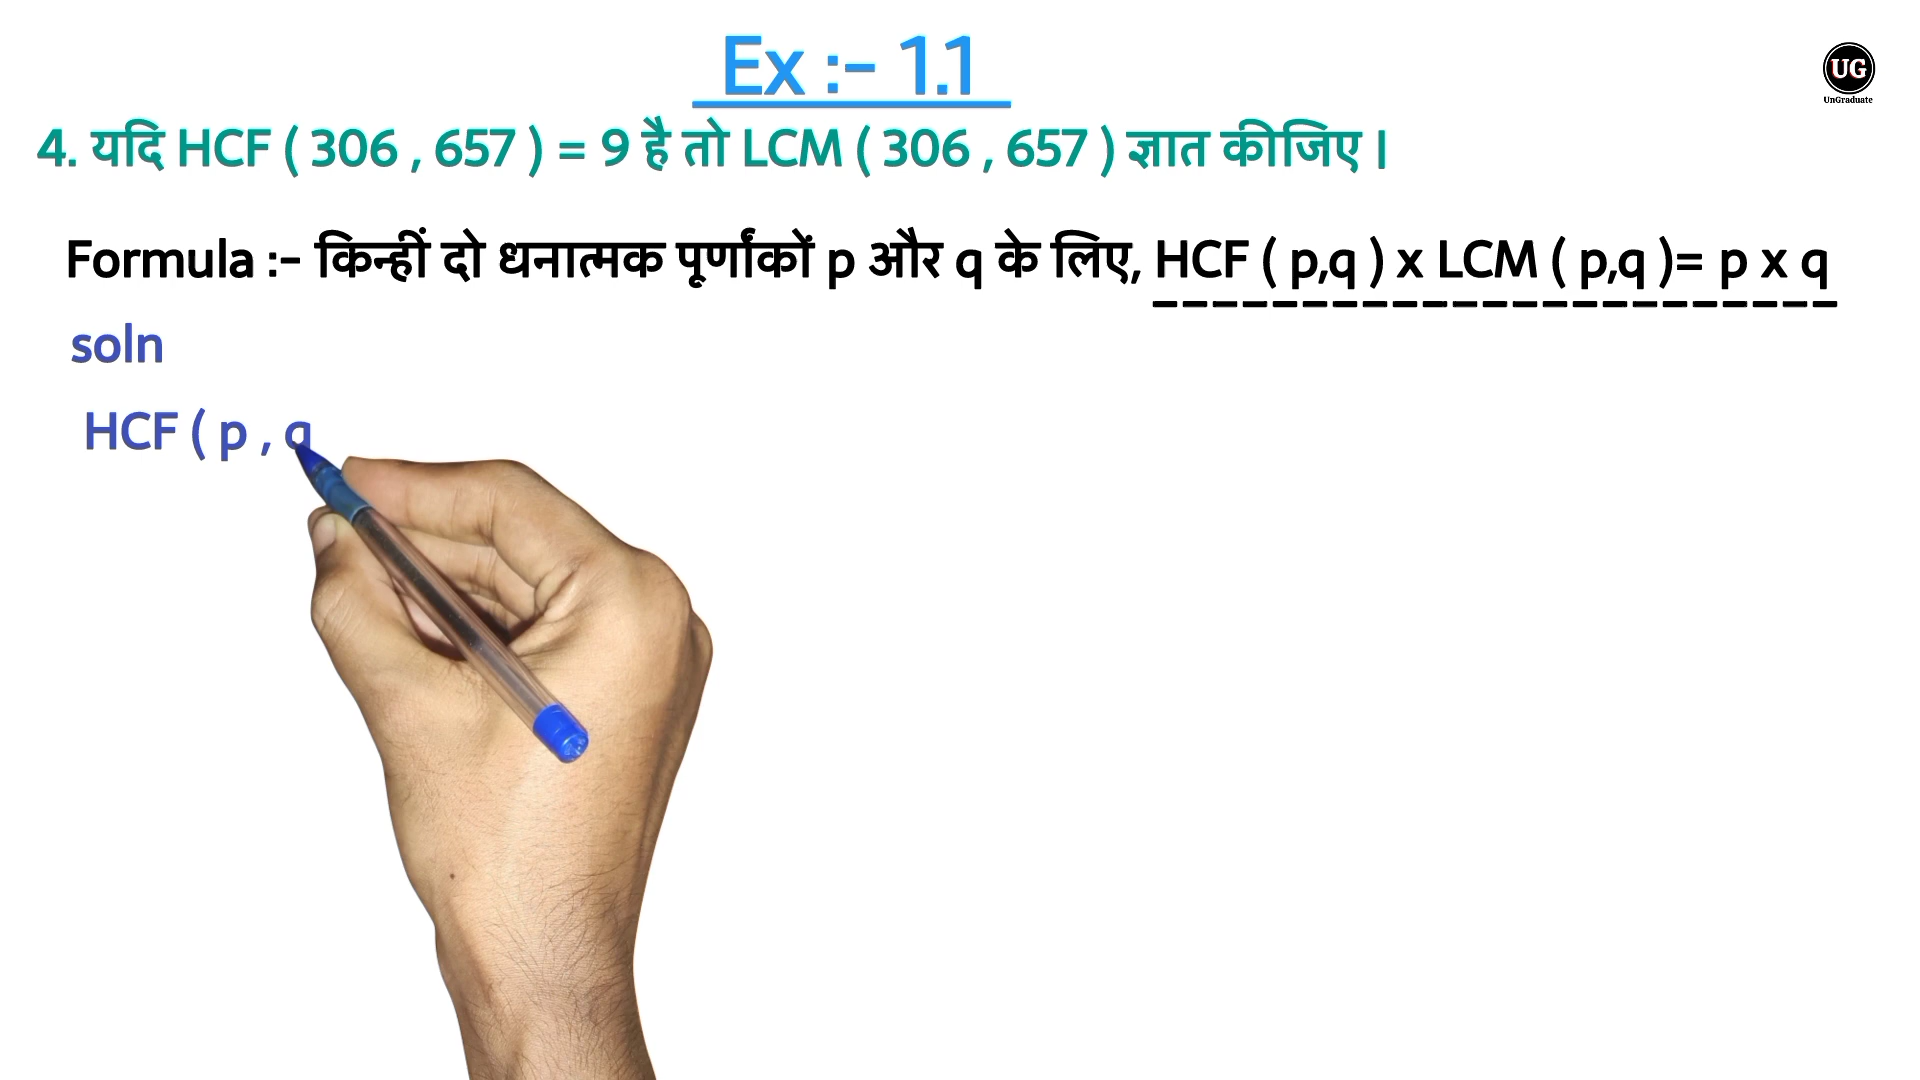 Ex :- 1.1
UG
UnGraduate
4. यदि HCF ( 306 , 657 ) = 9 है तो LCM ( 306 , 657 ) ज्ञात कीजिए ।
Formula :- किन्हीं दो धनात्मक पूर्णांकों p और q के लिए, HCF ( p,q ) x LCM ( p,q )= p x q
soln
HCF ( p , q